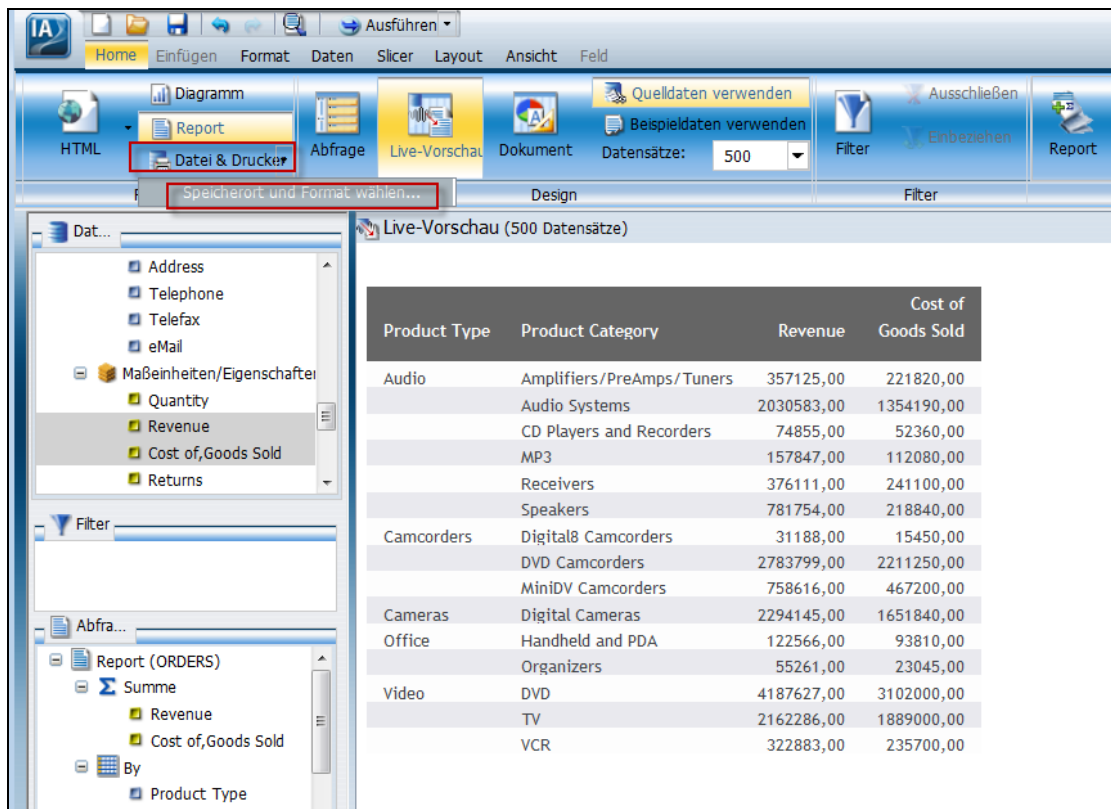 IA
Ausführen
Home Einfügen Format Daten Slicer Layout Ansicht Feld
HTML
Diagramm
Report
Datei & Drucker
Speicherort und Format wählen...
Abfrage
Live-Vorschau
Dokument
Quelldaten verwenden
Beispieldaten verwenden
Datensätze: 500
Design
Filter
Ausschließen
Einbeziehen
Filter
Report
Dat...
Address
Telephone
Telefax
eMail
Maßeinheiten/Eigenschaften
Quantity
Revenue
Cost of,Goods Sold
Returns
Filter
Abfra...
Report (ORDERS)
Summe
Revenue
Cost of,Goods Sold
By
Product Type
Live-Vorschau (500 Datensätze)
Product Type Product Category Revenue Cost of Goods Sold
Audio Amplifiers/PreAmps/Tuners 357125,00 221820,00
Audio Systems 2030583,00 1354190,00
CD Players and Recorders 74855,00 52360,00
MP3 157847,00 112080,00
Receivers 376111,00 241100,00
Speakers 781754,00 218840,00
Camcorders Digital8 Camcorders 31188,00 15450,00
DVD Camcorders 2783799,00 2211250,00
MiniDV Camcorders 758616,00 467200,00
Cameras Digital Cameras 2294145,00 1651840,00
Office Handheld and PDA 122566,00 93810,00
Organizers 55261,00 23045,00
Video DVD 4187627,00 3102000,00
TV 2162286,00 1889000,00
VCR 322883,00 235700,00